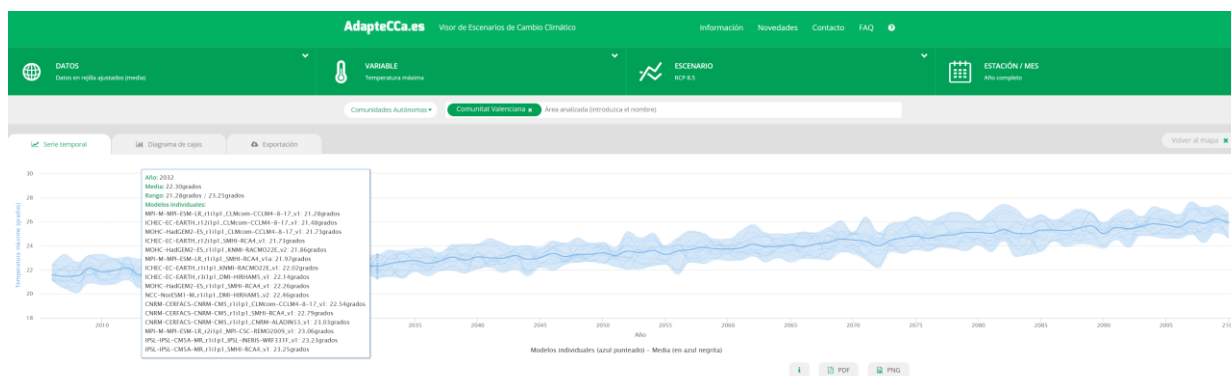 AdapteCCa.es Visor de Escenarios de Cambio Climático Información Novedades Contacto FAQ
DATOS
Datos en rejilla ajustados (media)
VARIABLE
Temperatura máxima
ESCENARIO
RCP 8.5
ESTACIÓN / MES
Año completo
Comunidades Autónomas Comunitat Valenciana x Área analizada (introduzca el nombre)
Serie temporal Diagrama de cajas Exportación Volver al mapa
Temperatura máxima (grados)
30
28
26
24
22
20
18
Año: 2032
Media: 22.30grados
Rango: 21.28grados / 23.25grados
Modelos individuales:
MPI-M-MPI-ESM-LR_r1i1p1_CLMcom-CCLM4-8-17_v1: 21.28grados
ICHEC-EC-EARTH_r12i1p1_CLMcom-CCLM4-8-17_v1: 21.48grados
MOHC-HadGEM2-ES_r1i1p1_CLMcom-CCLM4-8-17_v1: 21.73grados
ICHEC-EC-EARTH_r12i1p1_SMHI-RCA4_v1: 21.73grados
MOHC-HadGEM2-ES_r1i1p1_KNMI-RACMO22E_v2: 21.86grados
MPI-M-MPI-ESM-LR_r1i1p1_SMHI-RCA4_v1a: 21.97grados
ICHEC-EC-EARTH_r1i1p1_KNMI-RACMO22E_v1: 22.02grados
ICHEC-EC-EARTH_r3i1p1_DMI-HIRHAM5_v1: 22.14grados
MOHC-HadGEM2-ES_r1i1p1_SMHI-RCA4_v1: 22.26grados
NCC-NorESM1-M_r1i1p1_DMI-HIRHAM5_v2: 22.46grados
CNRM-CERFACS-CNRM-CM5_r1i1p1_CLMcom-CCLM4-8-17_v1: 22.54grados
CNRM-CERFACS-CNRM-CM5_r1i1p1_SMHI-RCA4_v1: 22.79grados
CNRM-CERFACS-CNRM-CM5_r1i1p1_CNRM-ALADIN53_v1: 23.03grados
MPI-M-MPI-ESM-LR_r2i1p1_MPI-CSC-REMO2009_v1: 23.06grados
IPSL-IPSL-CM5A-MR_r1i1p1_IPSL-INERIS-WRF331F_v1: 23.23grados
IPSL-IPSL-CM5A-MR_r1i1p1_SMHI-RCA4_v1: 23.25grados
2010 2035 2040 2045 2050 2055 2060 2065 2070 2075 2080 2085 2090 2095
Año
Modelos individuales (azul punteado) - Media (en azul negrita)
i PDF PNG